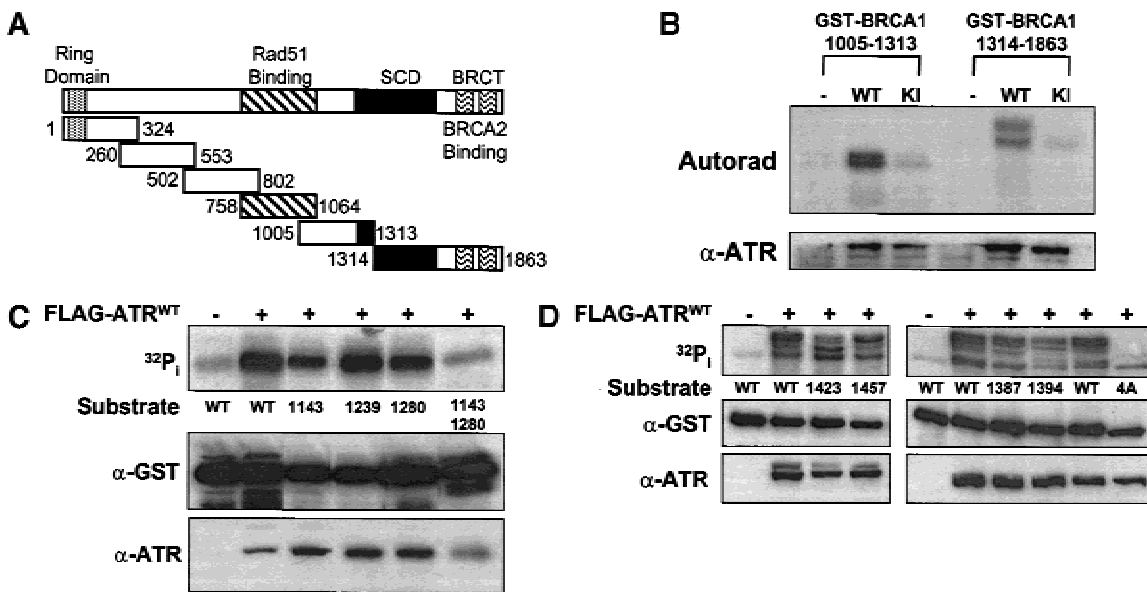 A
Ring Domain
Rad51 Binding
SCD
BRCT
BRCA2 Binding
1 324
260 553
502 802
758 1064
1005 1313
1314 1863
B
GST-BRCA1 1005-1313
GST-BRCA1 1314-1863
- WT KI - WT KI
Autorad
α-ATR
C
FLAG-ATRWT - + + + + +
32Pi
Substrate WT WT 1143 1239 1280 1143 1280
α-GST
α-ATR
D
FLAG-ATRWT - + + + - + + + + +
32Pi
Substrate WT WT 1423 1457 WT WT 1387 1394 WT 4A
α-GST
α-ATR